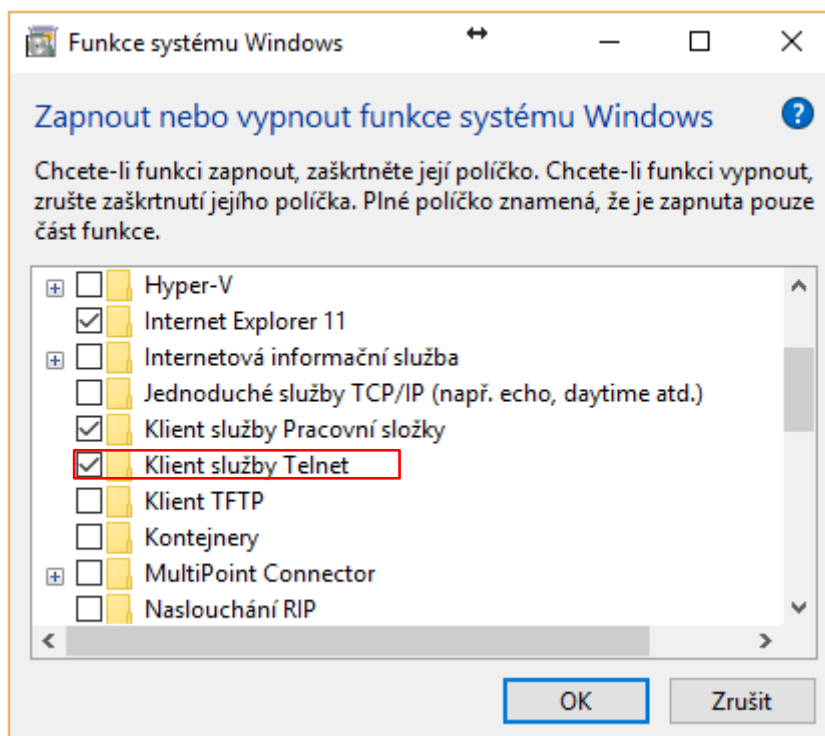 Funkce systému Windows
Zapnout nebo vypnout funkce systému Windows
Chcete-li funkci zapnout, zaškrtněte její políčko. Chcete-li funkci vypnout,
zrušte zaškrtnutí jejího políčka. Plné políčko znamená, že je zapnuta pouze
část funkce.
Hyper-V
Internet Explorer 11
Internetová informační služba
Jednoduché služby TCP/IP (např. echo, daytime atd.)
Klient služby Pracovní složky
Klient služby Telnet
Klient TFTP
Kontejnery
MultiPoint Connector
Naslouchání RIP
OK
Zrušit